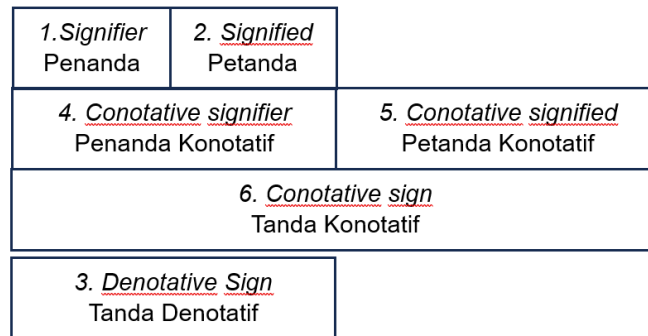 1.Signifier
Penanda
2. Signified
Petanda
4. Conotative signifier
Penanda Konotatif
5. Conotative signified
Petanda Konotatif
6. Conotative sign
Tanda Konotatif
3. Denotative Sign
Tanda Denotatif